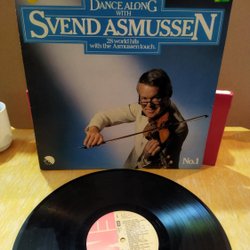 DANCE ALONG
WITH
SVEND ASMUSSEN
28 world hits
with the Asmussen touch.
No.1